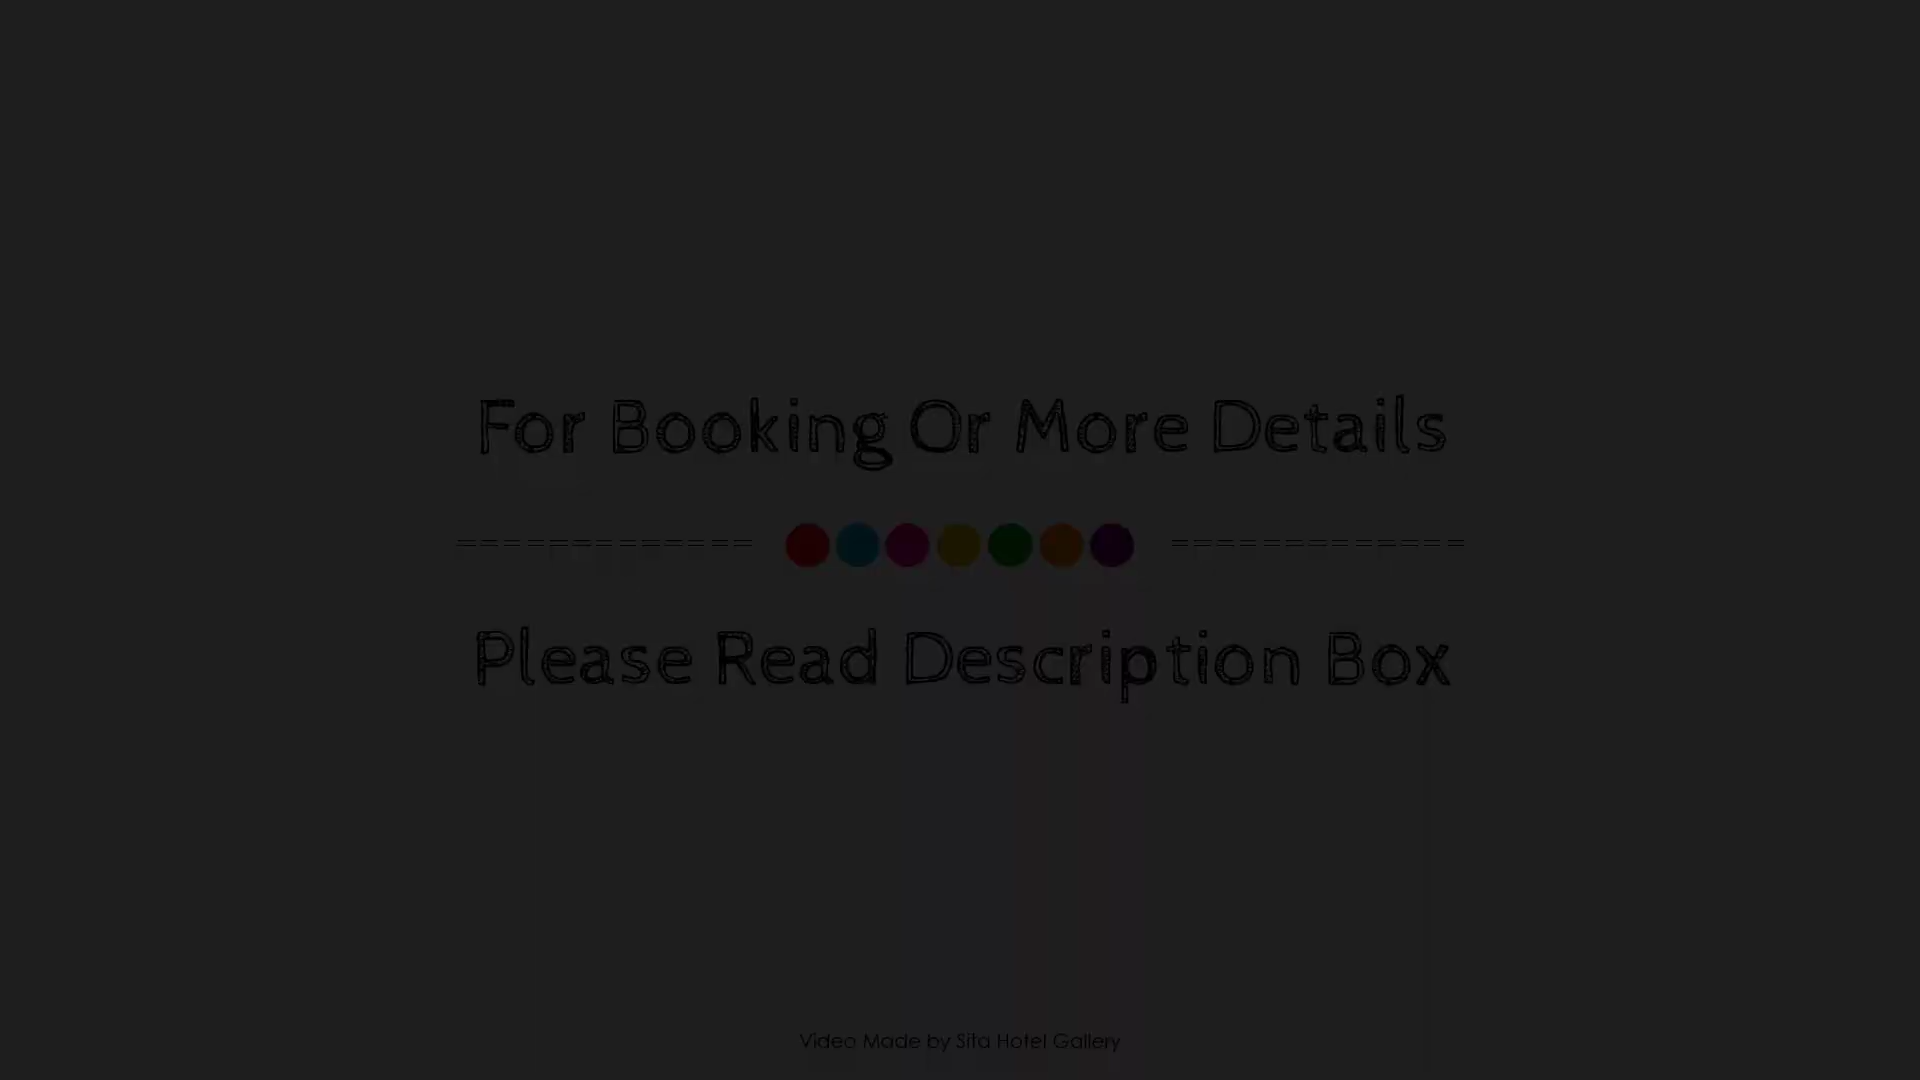 For Booking Or More Details
============= =============
Please Read Description Box
Video Made by Sita Hotel Gallery